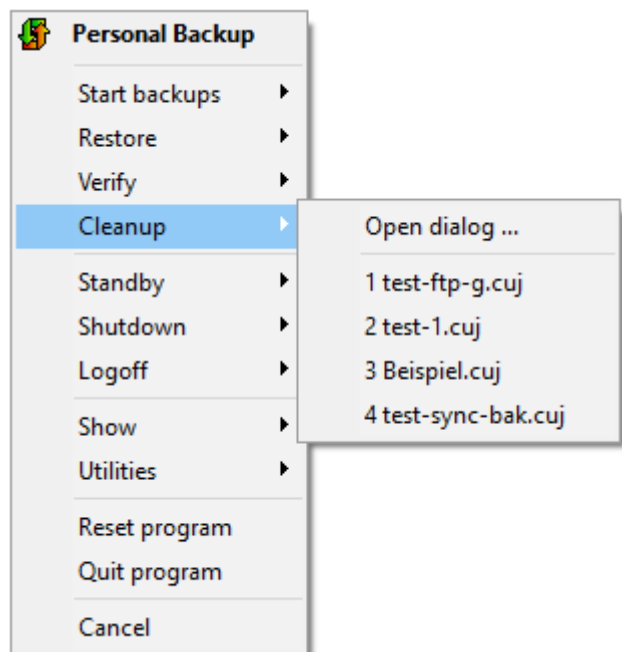 Personal Backup
Start backups
Restore
Verify
Cleanup
Open dialog ...
1 test-ftp-g.cuj
2 test-1.cuj
3 Beispiel.cuj
4 test-sync-bak.cuj
Standby
Shutdown
Logoff
Show
Utilities
Reset program
Quit program
Cancel